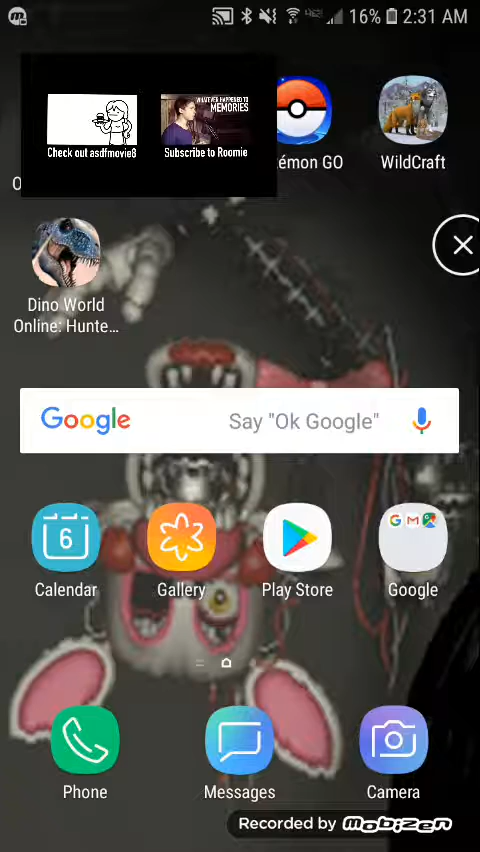 16% 2:31 AM
WHATEVER HAPPENED TO
MEMORIES
Check out asdfmovie8
Subscribe to Roomie
émon GO
WildCraft
Dino World
Online: Hunte...
Google
Say "Ok Google"
6
Calendar
Gallery
Play Store
Google
Phone
Messages
Camera
Recorded by mobizen